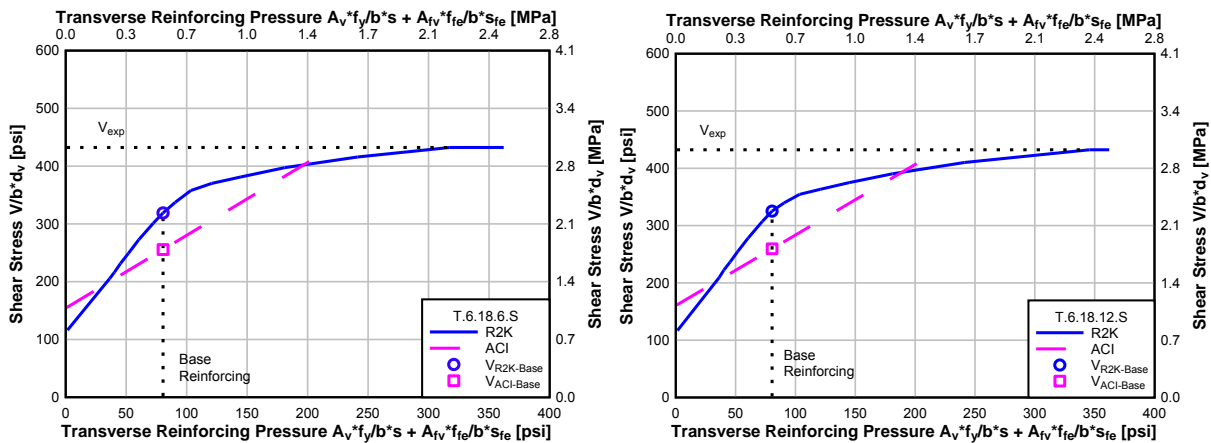 Transverse Reinforcing Pressure Av*fy/b*s + Afv*ffe/b*sfe [MPa]
0.0 0.3 0.7 1.0 1.4 1.7 2.1 2.4 2.8
600 4.1
500 3.4
400 2.8
300 2.1
200 1.4
100 0.7
0 0.0
Shear Stress V/b*dv [psi]
Shear Stress V/b*dv [MPa]
Vexp
Base
Reinforcing
T.6.18.6.S
R2K
ACI
VR2K-Base
VACI-Base
0 50 100 150 200 250 300 350 400
Transverse Reinforcing Pressure Av*fy/b*s + Afv*ffe/b*sfe [psi]
Transverse Reinforcing Pressure Av*fy/b*s + Afv*ffe/b*sfe [MPa]
0.0 0.3 0.7 1.0 1.4 1.7 2.1 2.4 2.8
600 4.1
500 3.4
400 2.8
300 2.1
200 1.4
100 0.7
0 0.0
Shear Stress V/b*dv [psi]
Shear Stress V/b*dv [MPa]
Vexp
Base
Reinforcing
T.6.18.12.S
R2K
ACI
VR2K-Base
VACI-Base
0 50 100 150 200 250 300 350 400
Transverse Reinforcing Pressure Av*fy/b*s + Afv*ffe/b*sfe [psi]